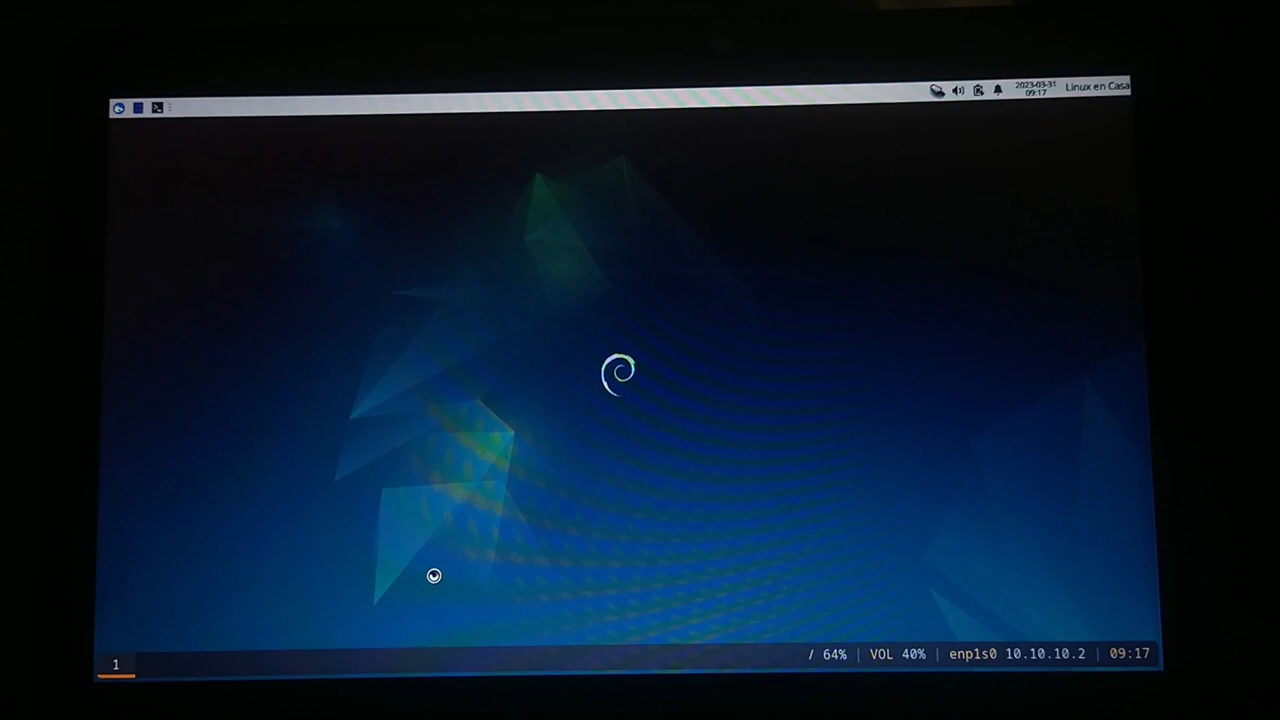 2023-03-31
09:17
Linux en Casa
1
/ 64% | VOL 40% | enp1s0 10.10.10.2 | 09:17